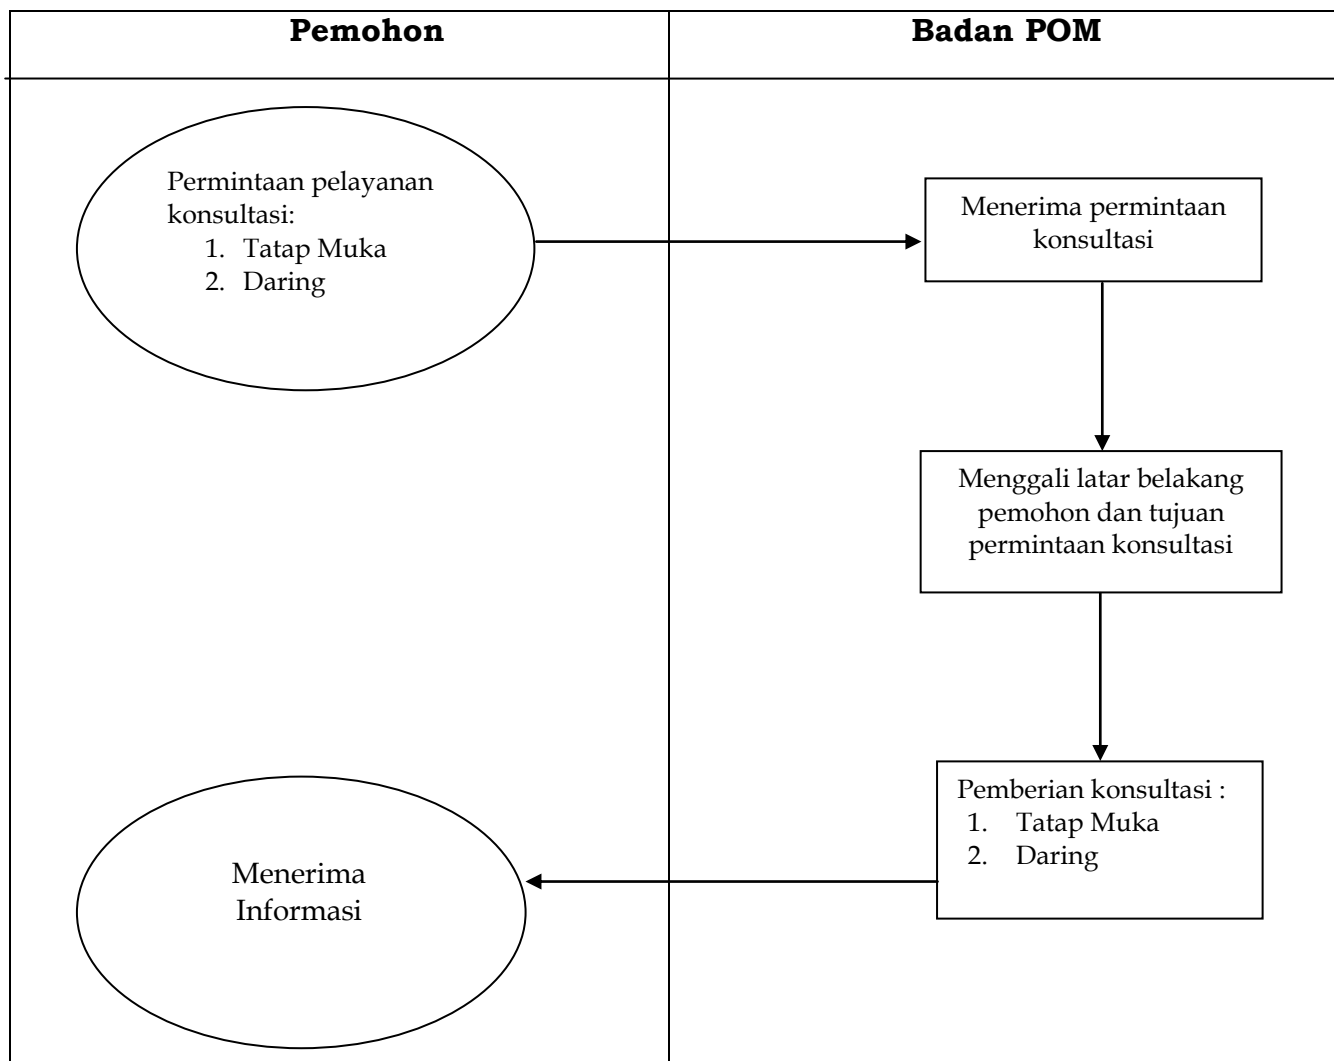 Pemohon
Badan POM
Permintaan pelayanan
konsultasi:
1. Tatap Muka
2. Daring
Menerima permintaan
konsultasi
Menggali latar belakang
pemohon dan tujuan
permintaan konsultasi
Pemberian konsultasi :
1. Tatap Muka
2. Daring
Menerima
Informasi